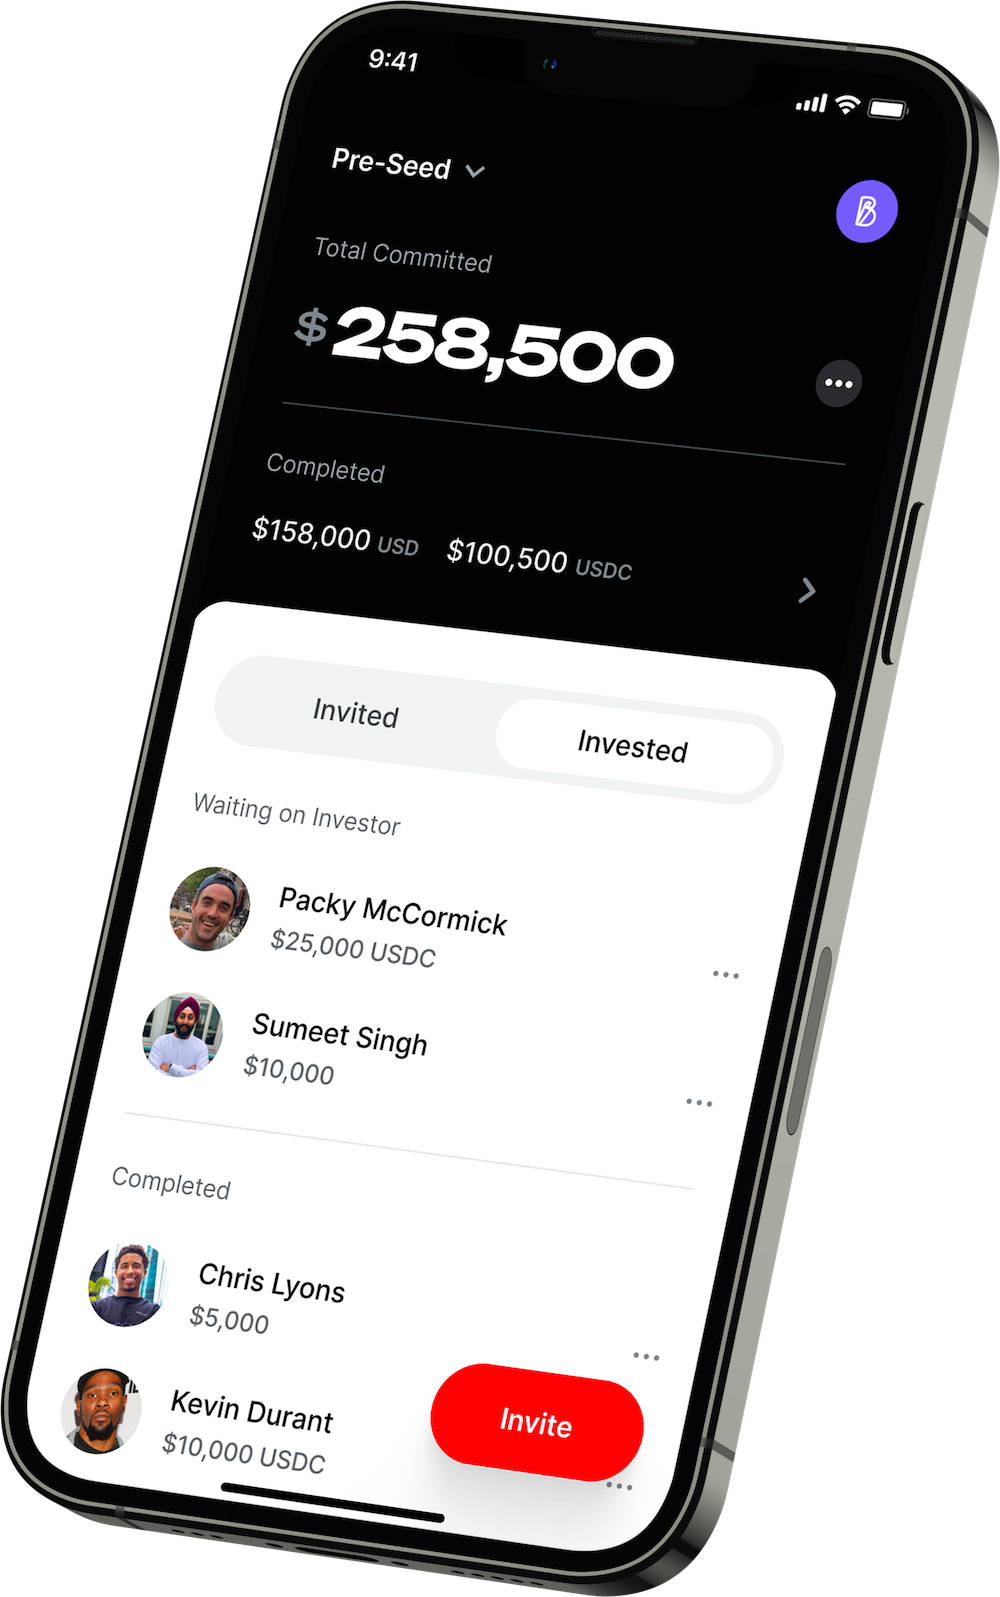 9:41
Pre-Seed
Total Committed
$258,500
Completed
$158,000 USD $100,500 USDC
Invited Invested
Waiting on Investor
Packy McCormick
$25,000 USDC
Sumeet Singh
$10,000
Completed
Chris Lyons
$5,000
Kevin Durant
$10,000 USDC
Invite